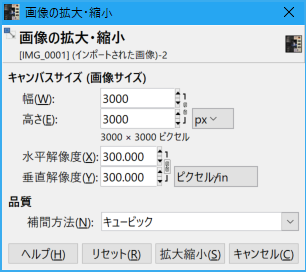 画像の拡大・縮小
画像の拡大・縮小
[IMG_0001] (インポートされた画像)-2
キャンバスサイズ (画像サイズ)
幅(W): 3000
高さ(E): 3000 px
3000 × 3000 ピクセル
水平解像度(X): 300.000
垂直解像度(Y): 300.000 ピクセル/in
品質
補間方法(N): キュービック
ヘルプ(H) リセット(R) 拡大縮小(S) キャンセル(C)